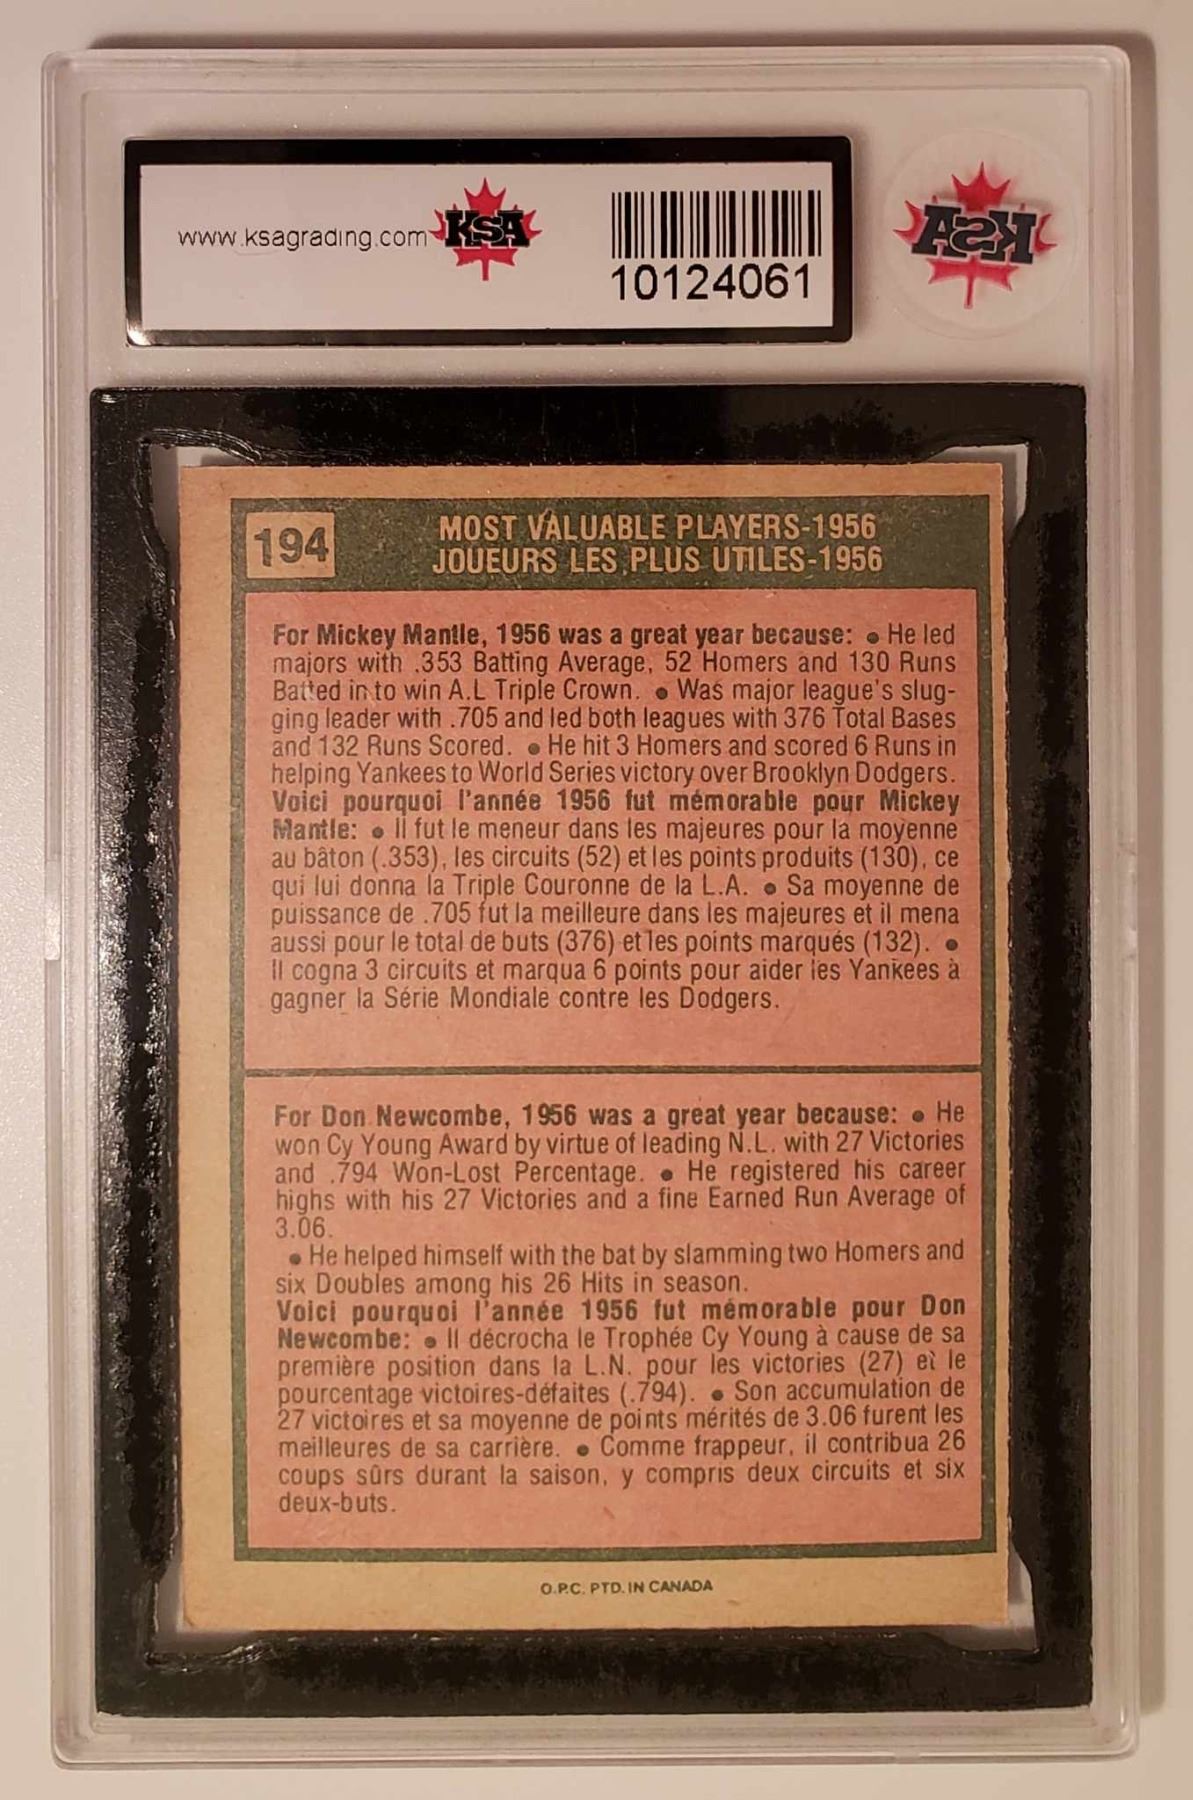 www.ksagrading.com
KSA
10124061
KSA
194
MOST VALUABLE PLAYERS-1956
JOUEURS LES PLUS UTILES-1956
For Mickey Mantle, 1956 was a great year because: • He led
majors with .353 Batting Average, 52 Homers and 130 Runs
Batted in to win A.L Triple Crown. • Was major league's slug-
ging leader with .705 and led both leagues with 376 Total Bases
and 132 Runs Scored. • He hit 3 Homers and scored 6 Runs in
helping Yankees to World Series victory over Brooklyn Dodgers.
Voici pourquoi l'année 1956 fut mémorable pour Mickey
Mantle: • Il fut le meneur dans les majeures pour la moyenne
au bâton (.353), les circuits (52) et les points produits (130), ce
qui lui donna la Triple Couronne de la L.A. • Sa moyenne de
puissance de .705 fut la meilleure dans les majeures et il mena
aussi pour le total de buts (376) et les points marqués (132). •
Il cogna 3 circuits et marqua 6 points pour aider les Yankees à
gagner la Série Mondiale contre les Dodgers.
For Don Newcombe, 1956 was a great year because: • He
won Cy Young Award by virtue of leading N.L. with 27 Victories
and .794 Won-Lost Percentage. • He registered his career
highs with his 27 Victories and a fine Earned Run Average of
3.06.
• He helped himself with the bat by slamming two Homers and
six Doubles among his 26 Hits in season.
Voici pourquoi l'année 1956 fut mémorable pour Don
Newcombe: • Il décrocha le Trophée Cy Young à cause de sa
première position dans la L.N. pour les victories (27) et le
pourcentage victoires-défaites (.794). • Son accumulation de
27 victoires et sa moyenne de points mérités de 3.06 furent les
meilleures de sa carrière. • Comme frappeur, il contribua 26
coups sûrs durant la saison, y compris deux circuits et six
deux-buts.
O.P.C. PTD. IN CANADA